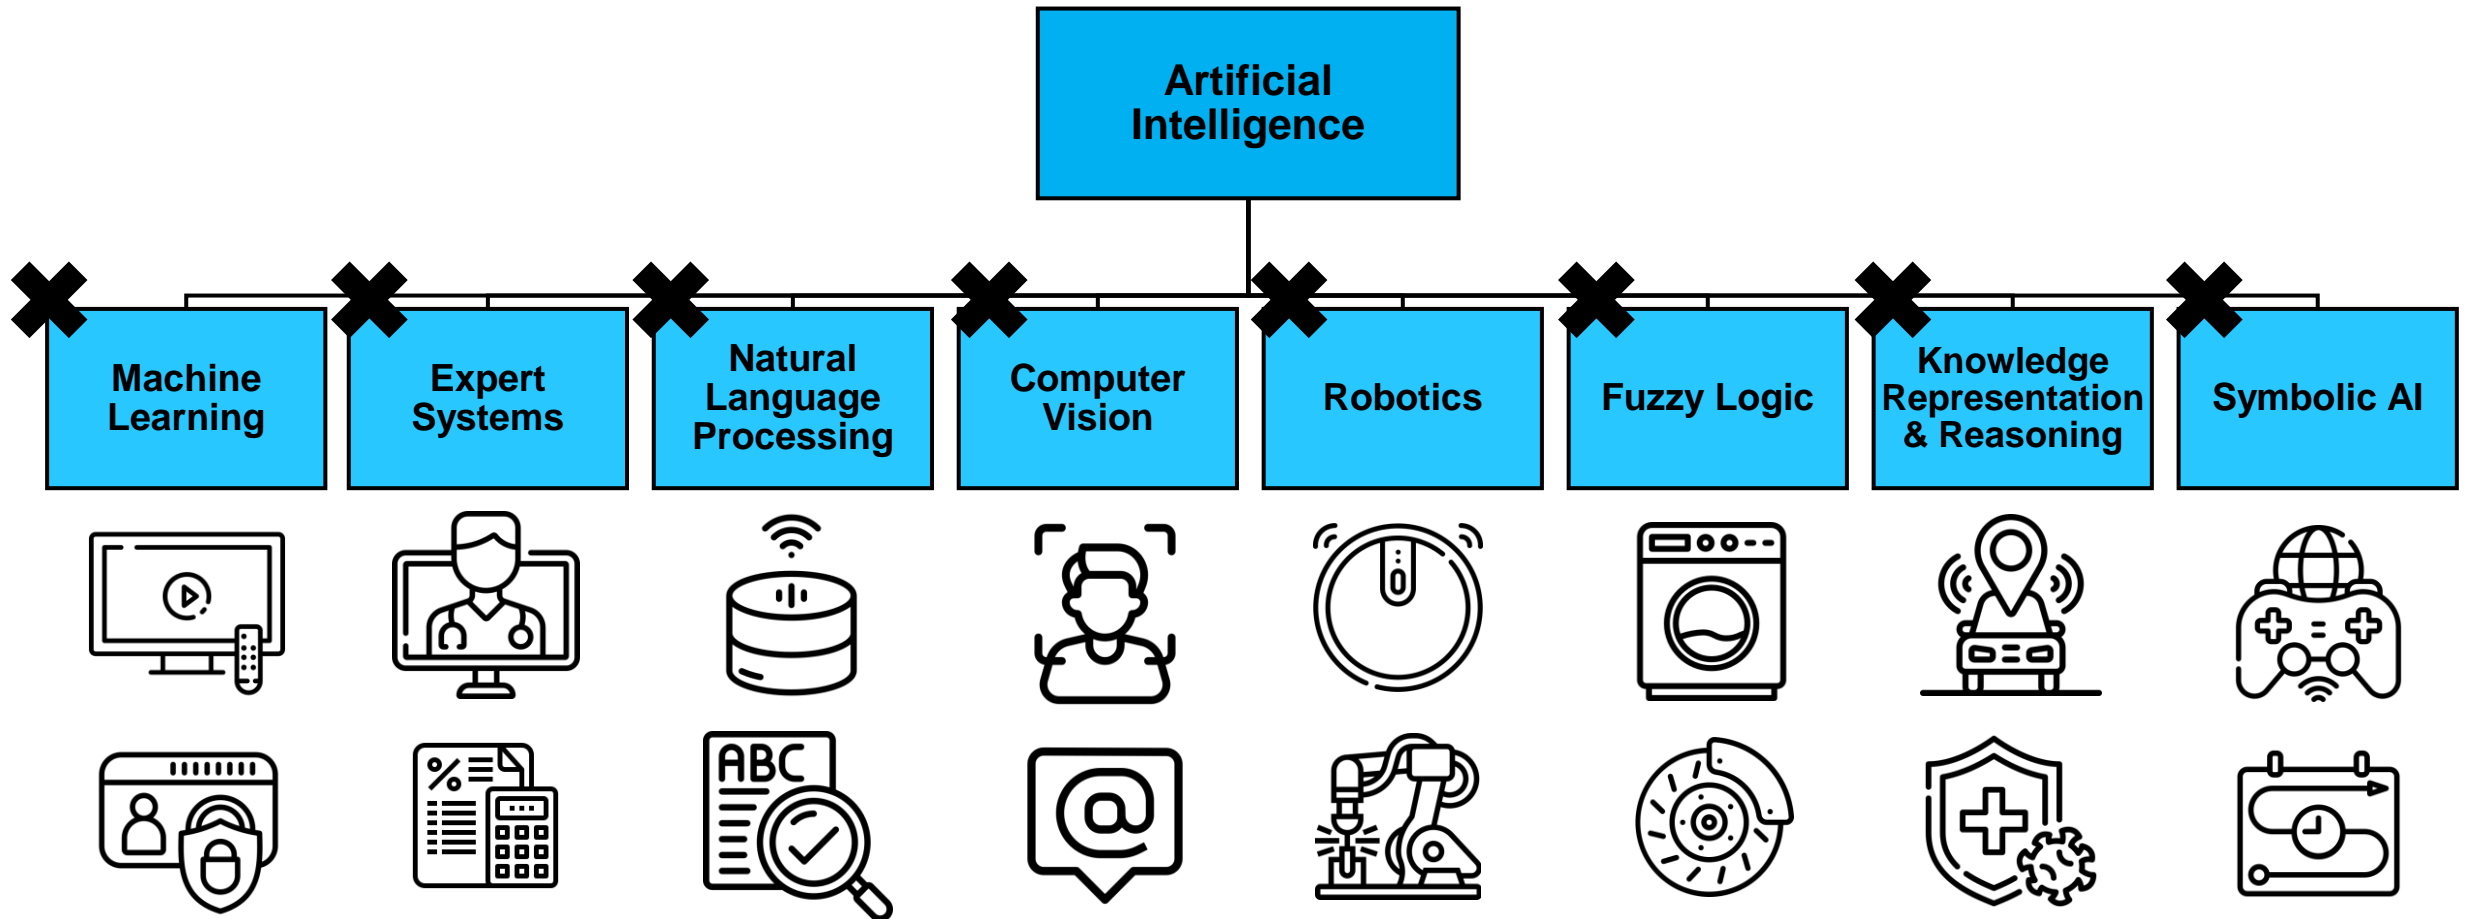 Artificial
Intelligence
Machine
Learning
Expert
Systems
Natural
Language
Processing
Computer
Vision
Robotics
Fuzzy Logic
Knowledge
Representation
& Reasoning
Symbolic AI
%
ABC
@